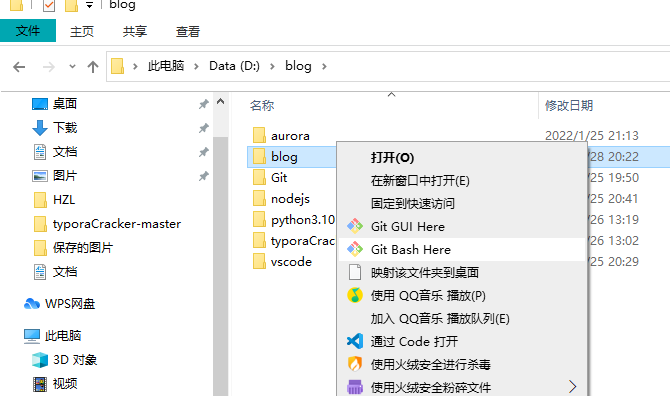 blog
文件 主页 共享 查看
此电脑 Data (D:) blog
名称 修改日期
桌面
下载
文档
图片
HZL
typoraCracker-master
保存的图片
文档
WPS网盘
此电脑
3D 对象
视频
aurora 2022/1/25 21:13
blog /28 20:22
Git /25 19:50
nodejs /25 20:41
python3.10 /26 13:19
typoraCrac /26 13:02
vscode /25 20:29
打开(O)
在新窗口中打开(E)
固定到快速访问
Git GUI Here
Git Bash Here
映射该文件夹到桌面
使用 QQ音乐 播放(P)
加入 QQ音乐 播放队列(E)
通过 Code 打开
使用火绒安全进行杀毒
使用火绒安全粉碎文件